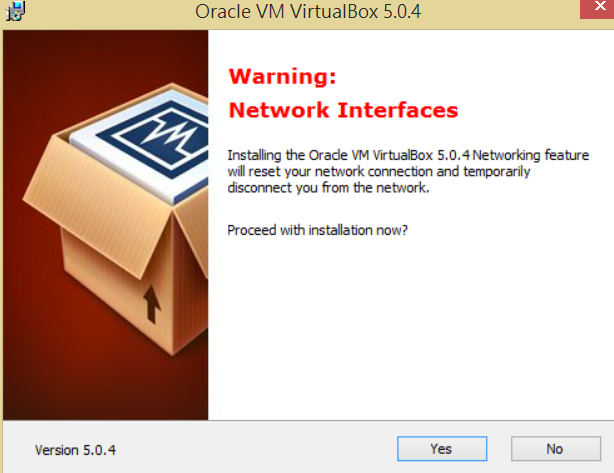 Oracle VM VirtualBox 5.0.4
Warning:
Network Interfaces
Installing the Oracle VM VirtualBox 5.0.4 Networking feature
will reset your network connection and temporarily
disconnect you from the network.
Proceed with installation now?
Version 5.0.4
Yes
No